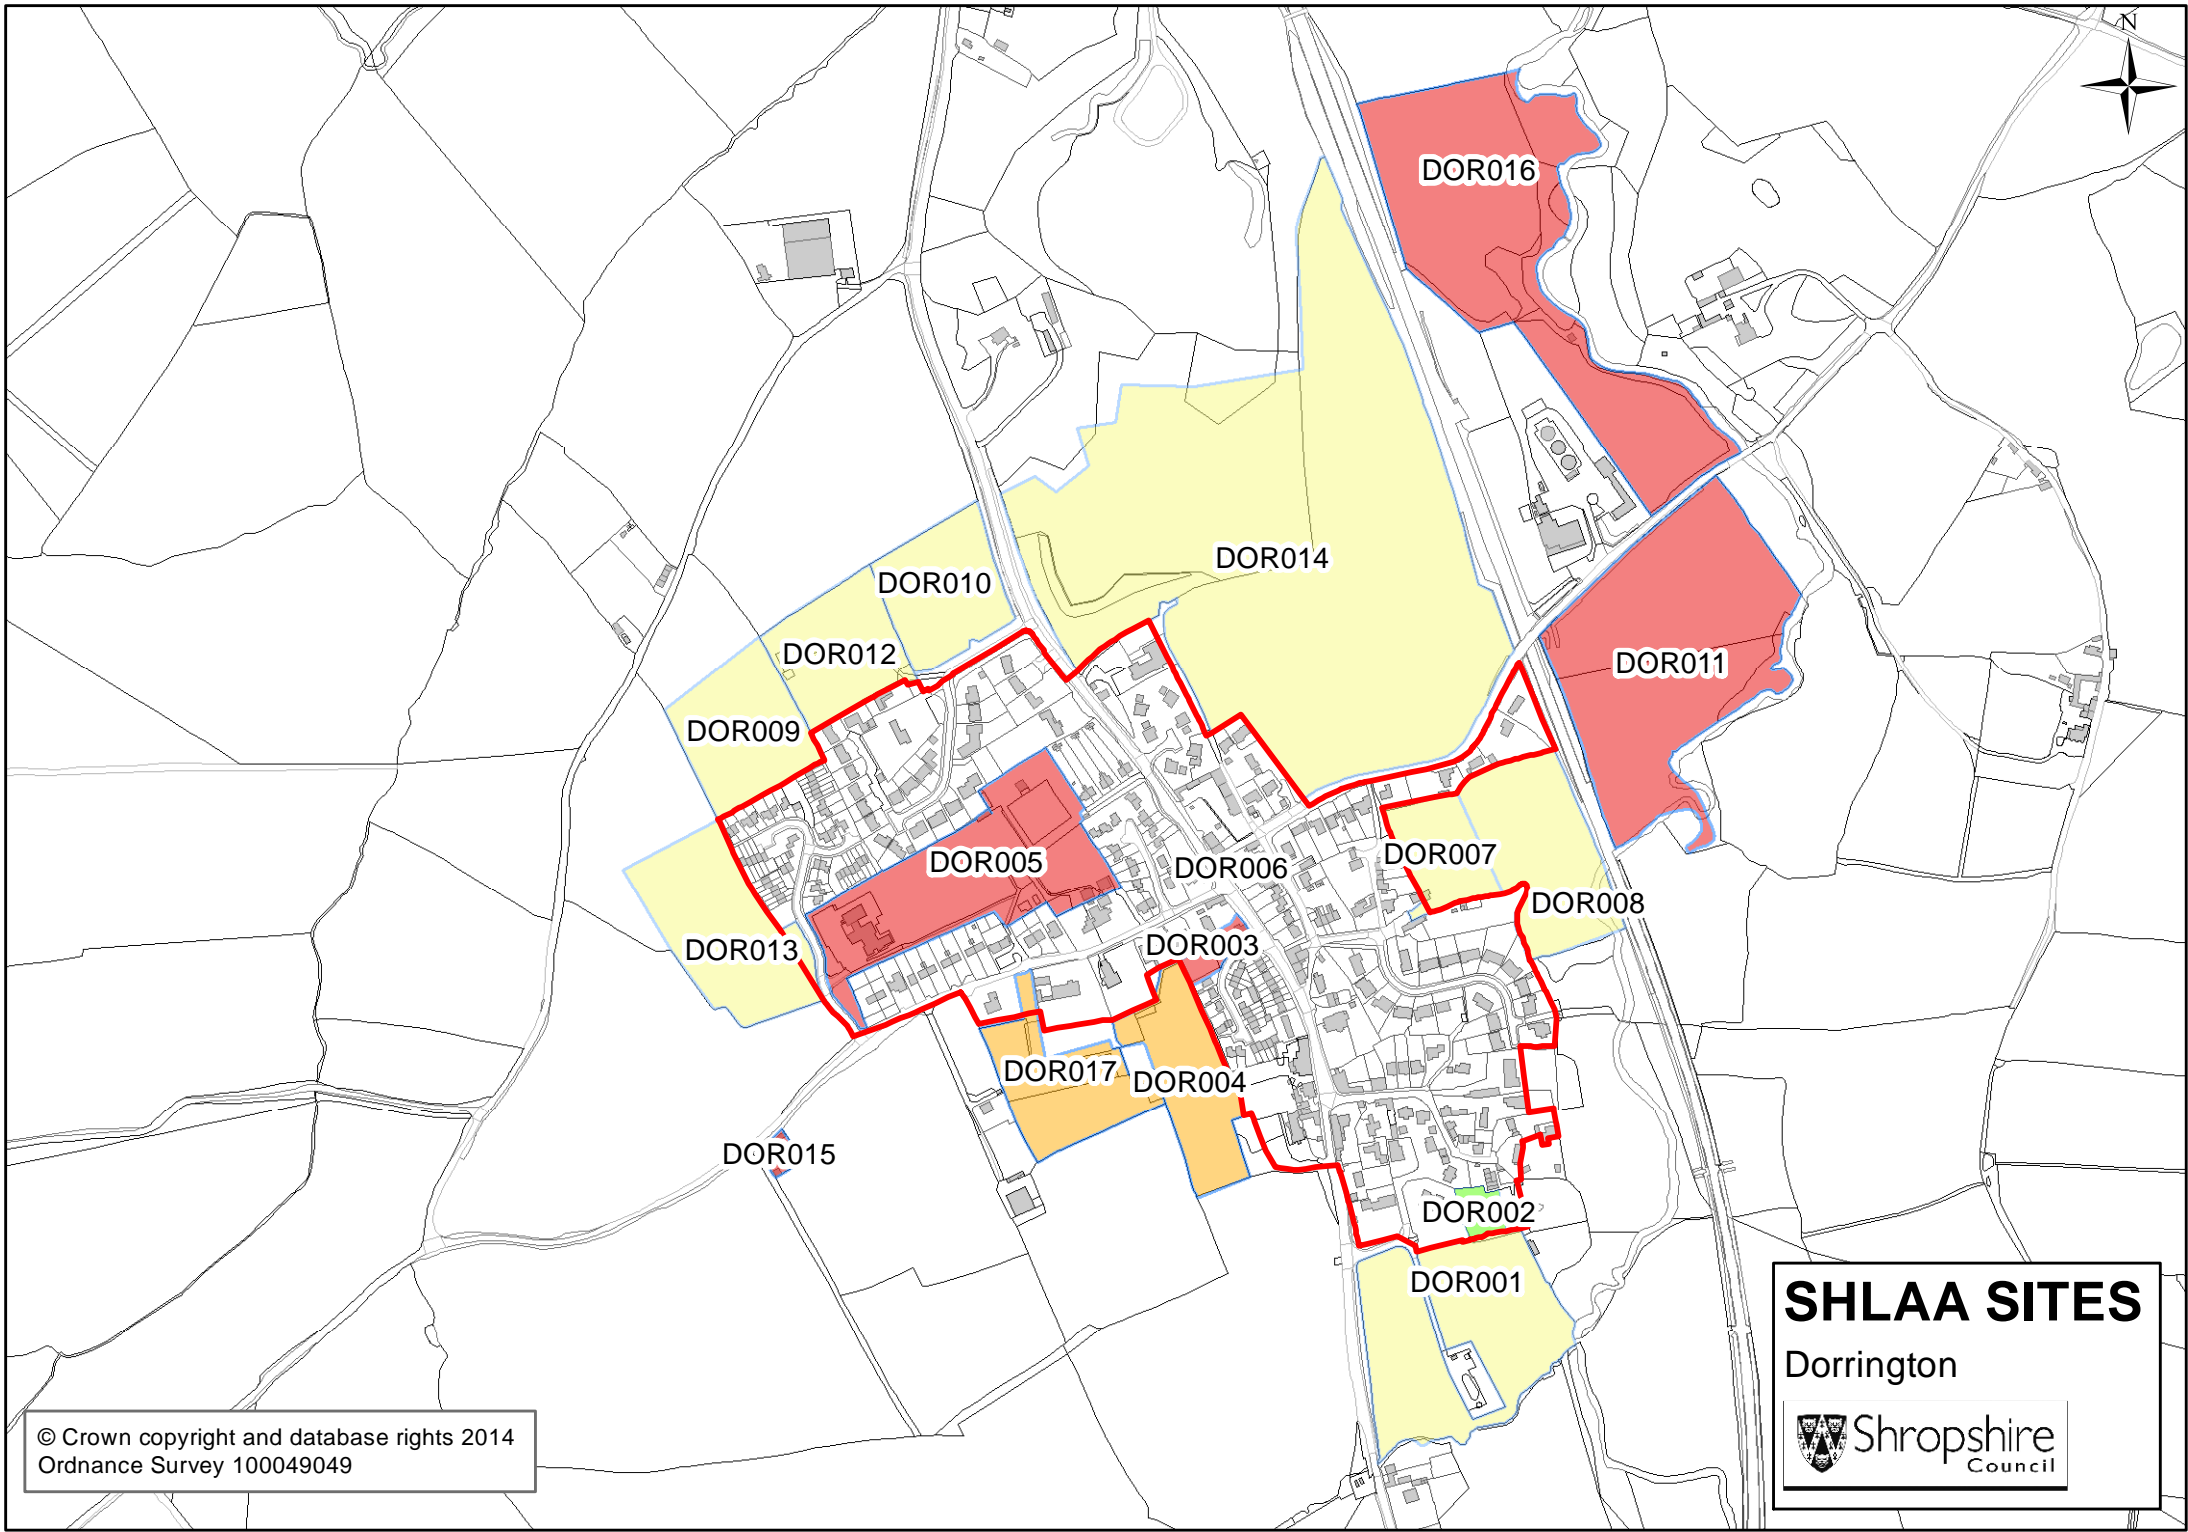 N
DOR016
DOR014
DOR010
DOR012
DOR011
DOR009
DOR005
DOR006
DOR007
DOR008
DOR013
DOR003
DOR017
DOR004
DOR015
DOR002
DOR001
SHLAA SITES
Dorrington
Shropshire
Council
© Crown copyright and database rights 2014
Ordnance Survey 100049049